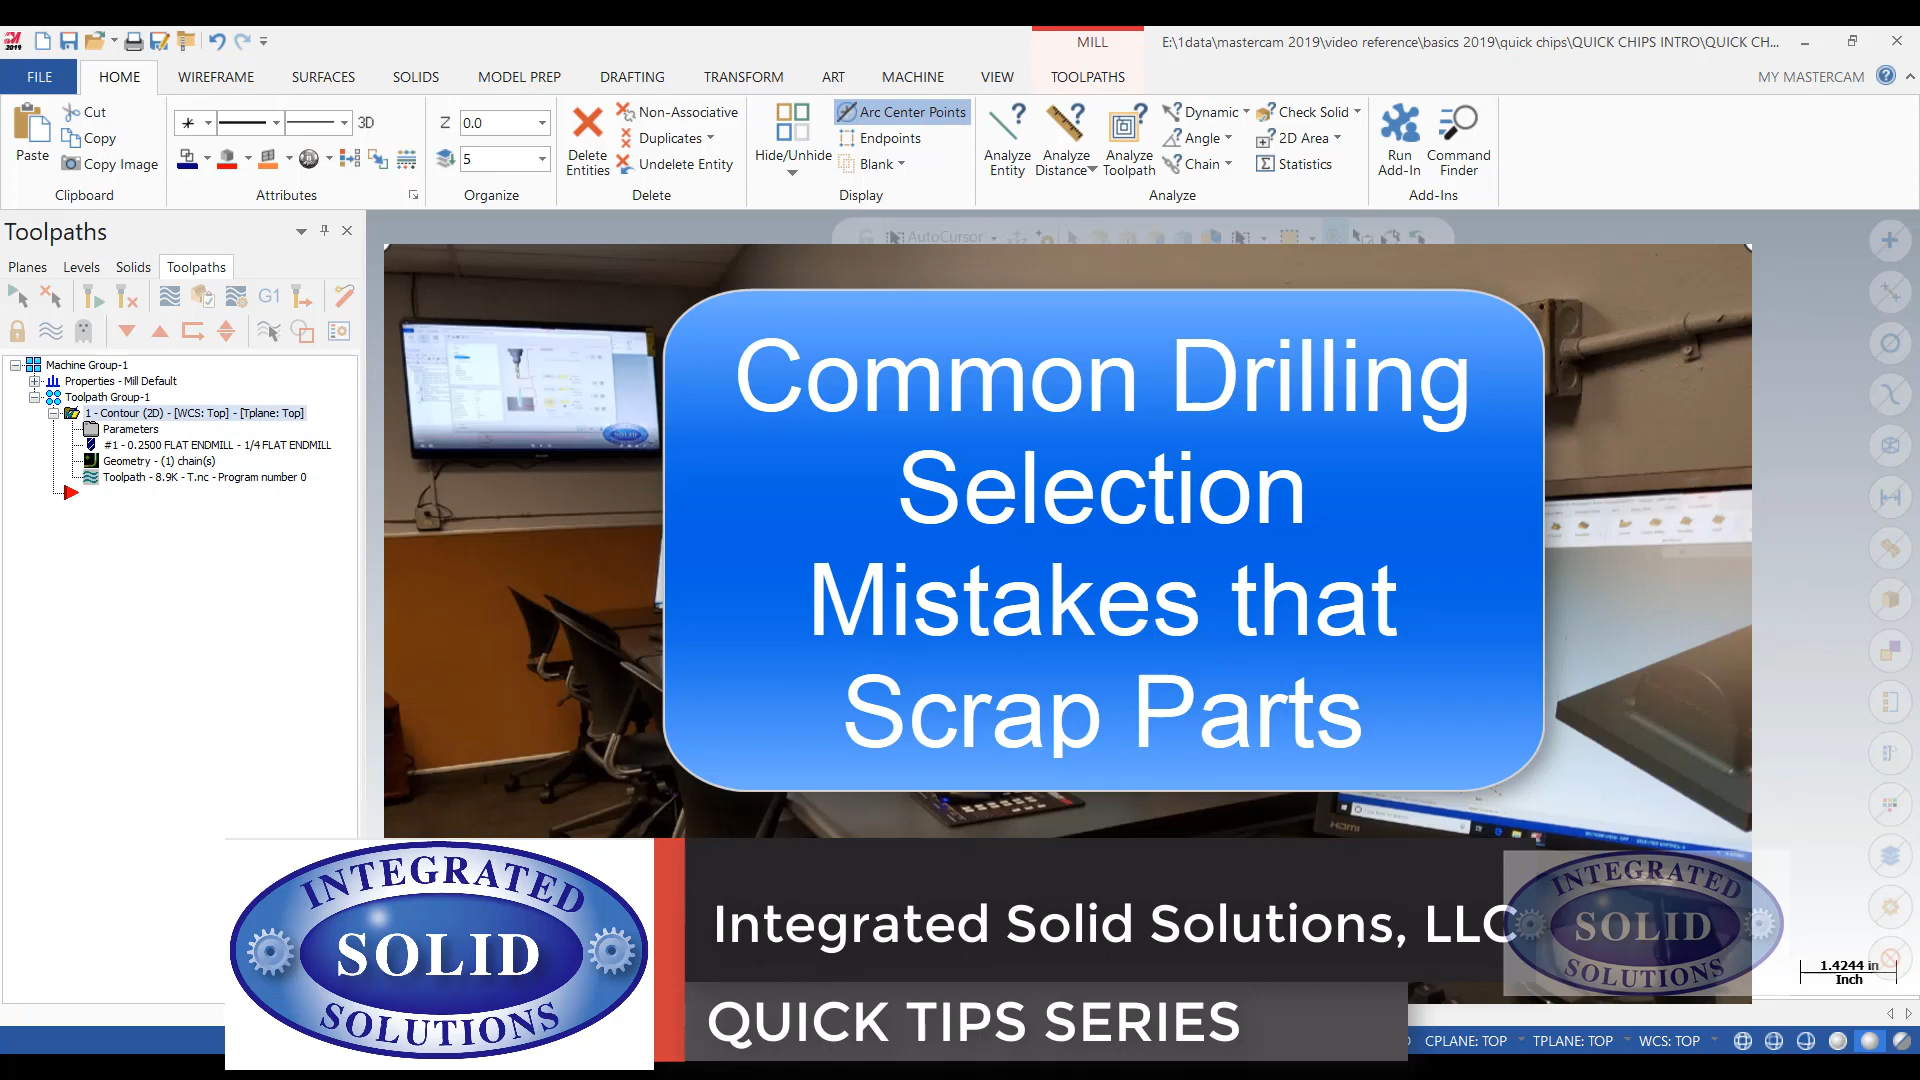 MILL
E:\1data\mastercam 2019\video reference\basics 2019\quick chips\QUICK CHIPS INTRO\QUICK CH...
2019
FILE
HOME
WIREFRAME
SURFACES
SOLIDS
MODEL PREP
DRAFTING
TRANSFORM
ART
MACHINE
VIEW
TOOLPATHS
MY MASTERCAM
Paste
Cut
Copy
Copy Image
Clipboard
3D
Attributes
Z 0.0
5
Organize
Delete Entities
Non-Associative
Duplicates
Undelete Entity
Delete
Hide/Unhide
Arc Center Points
Endpoints
Blank
Display
Analyze Entity
Analyze Distance
Analyze Toolpath
Dynamic
Angle
Chain
Check Solid
2D Area
Statistics
Analyze
Run Add-In
Command Finder
Add-Ins
Toolpaths
Planes
Levels
Solids
Toolpaths
G1
AutoCursor
Machine Group-1
Properties - Mill Default
Toolpath Group-1
1 - Contour (2D) - [WCS: Top] - [Tplane: Top]
Parameters
#1 - 0.2500 FLAT ENDMILL - 1/4 FLAT ENDMILL
Geometry - (1) chain(s)
Toolpath - 8.9K - T.nc - Program number 0
Common Drilling
Selection
Mistakes that
Scrap Parts
INTEGRATED
SOLID
SOLUTIONS
Integrated Solid Solutions, LLC
QUICK TIPS SERIES
INTEGRATED
SOLID
SOLUTIONS
SOLID
HDMI
1.4244 in
Inch
CPLANE: TOP
TPLANE: TOP
WCS: TOP